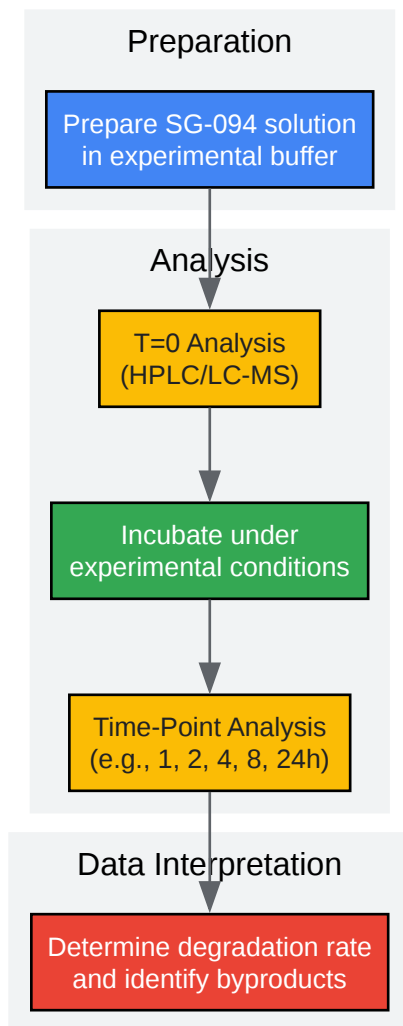 Preparation
Prepare SG-094 solution
in experimental buffer
Analysis
T=0 Analysis
(HPLC/LC-MS)
Incubate under
experimental conditions
Time-Point Analysis
(e.g., 1, 2, 4, 8, 24h)
Data Interpretation
Determine degradation rate
and identify byproducts